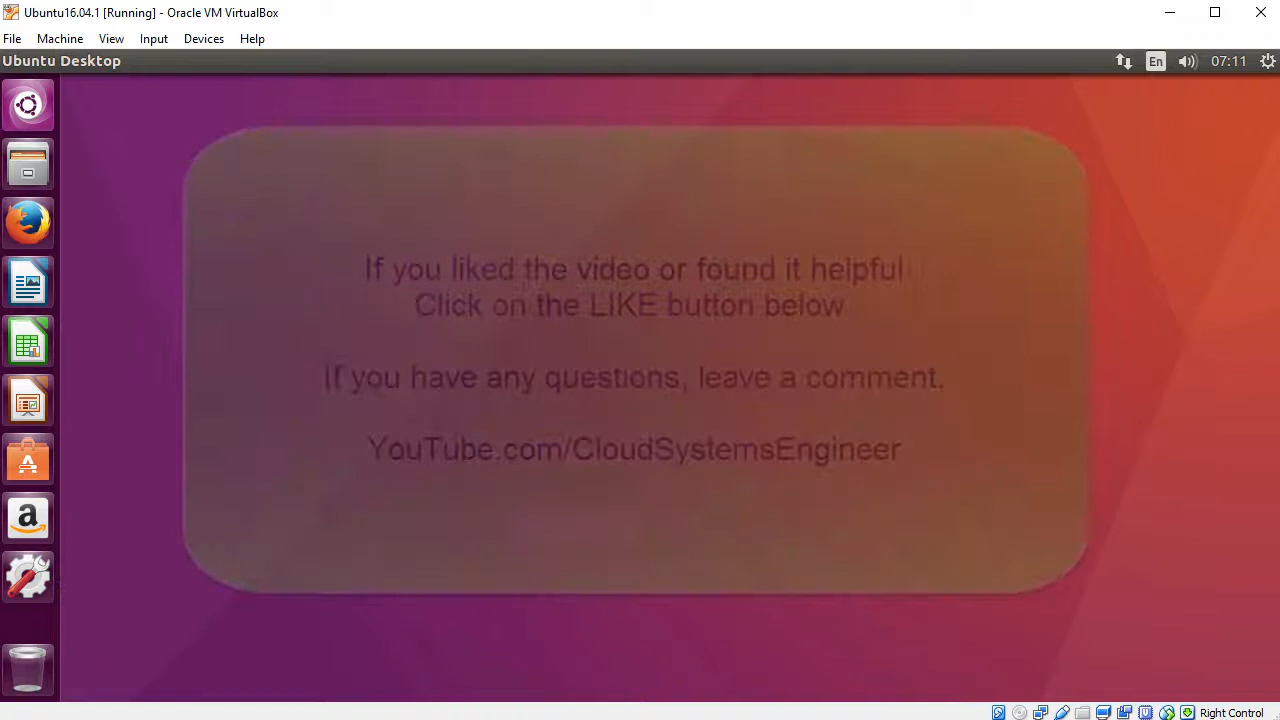 Ubuntu16.04.1 [Running] - Oracle VM VirtualBox
File Machine View Input Devices Help
Ubuntu Desktop En 07:11
If you liked the video or found it helpful
Click on the LIKE button below
If you have any questions, leave a comment.
YouTube.com/CloudSystemsEngineer
Right Control